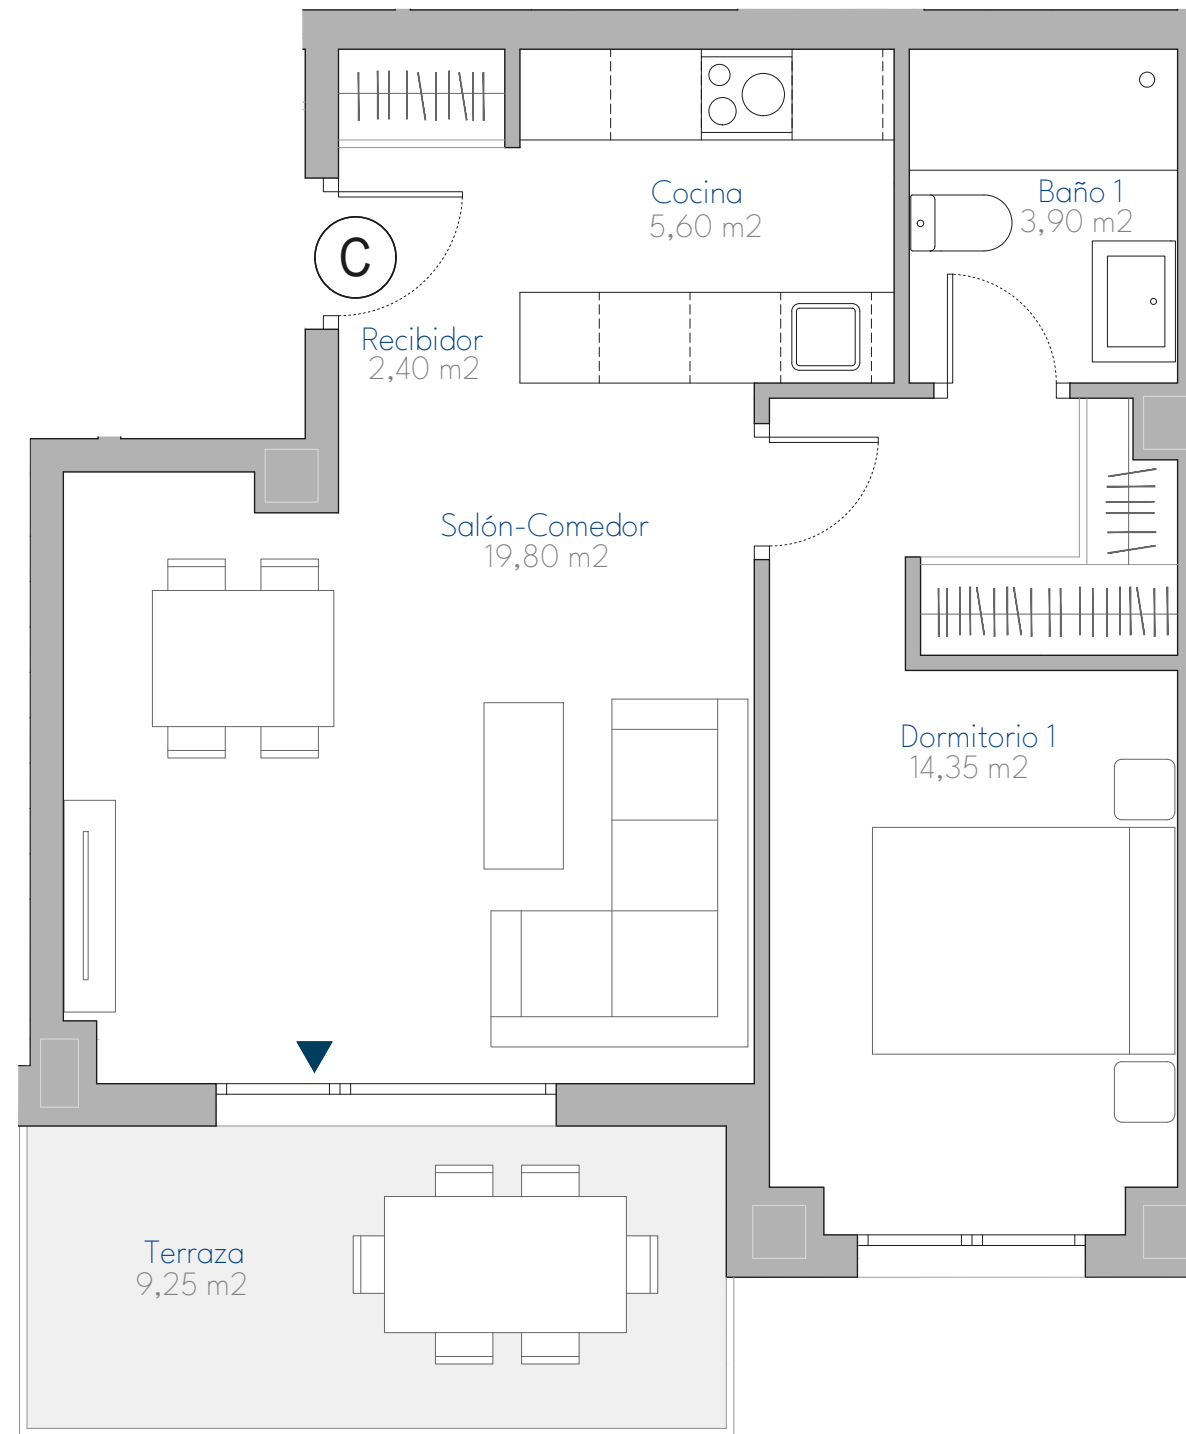 Cocina
5,60 m2
Baño 1
3,90 m2
C
Recibidor
2,40 m2
Salón-Comedor
19,80 m2
Dormitorio 1
14,35 m2
Terraza
9,25 m2